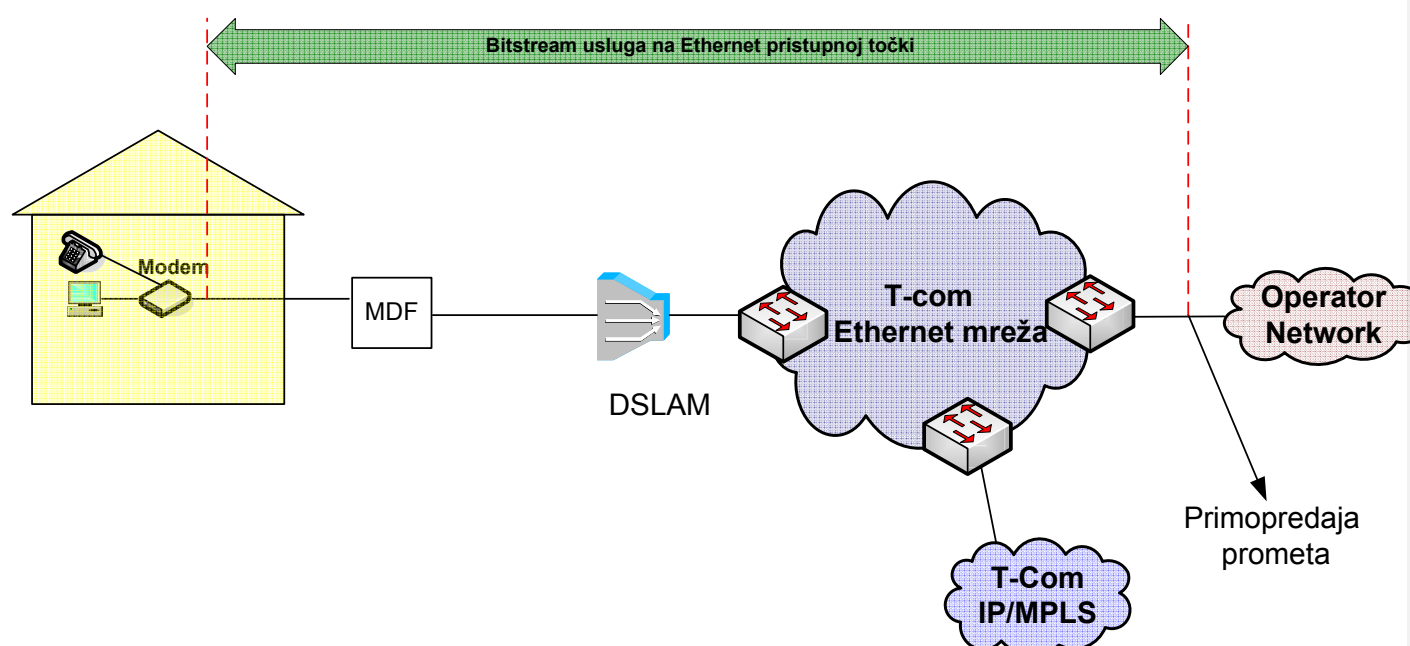 Bitstream usluga na Ethernet pristupnoj točki
Modem
MDF
DSLAM
T-com
Ethernet mreža
Operator
Network
Primopredaja
prometa
T-Com
IP/MPLS